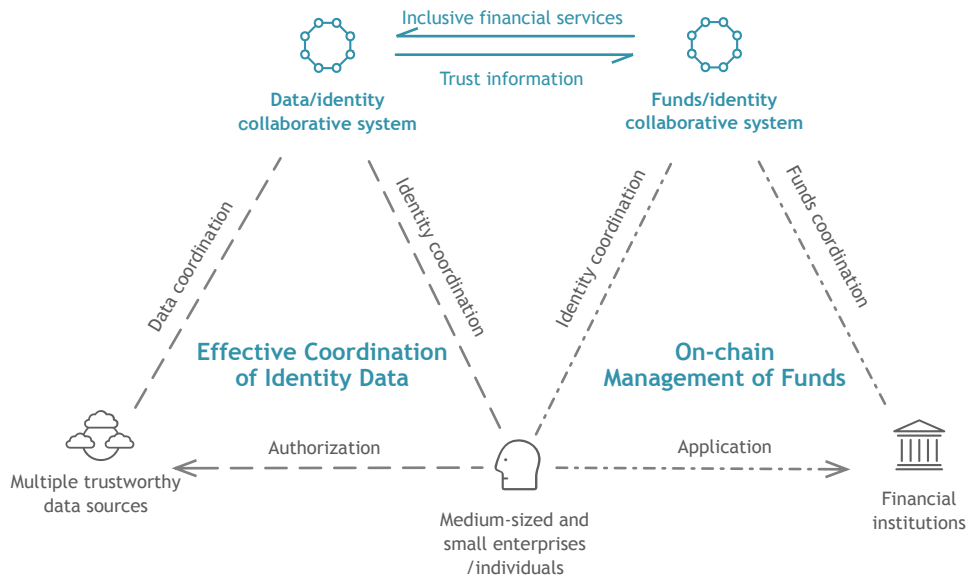 Inclusive financial services
Trust information
Data/identity
collaborative system
Funds/identity
collaborative system
Data coordination
Identity coordination
Identity coordination
Funds coordination
Effective Coordination
of Identity Data
On-chain
Management of Funds
Authorization
Application
Multiple trustworthy
data sources
Medium-sized and
small enterprises
/individuals
Financial
institutions